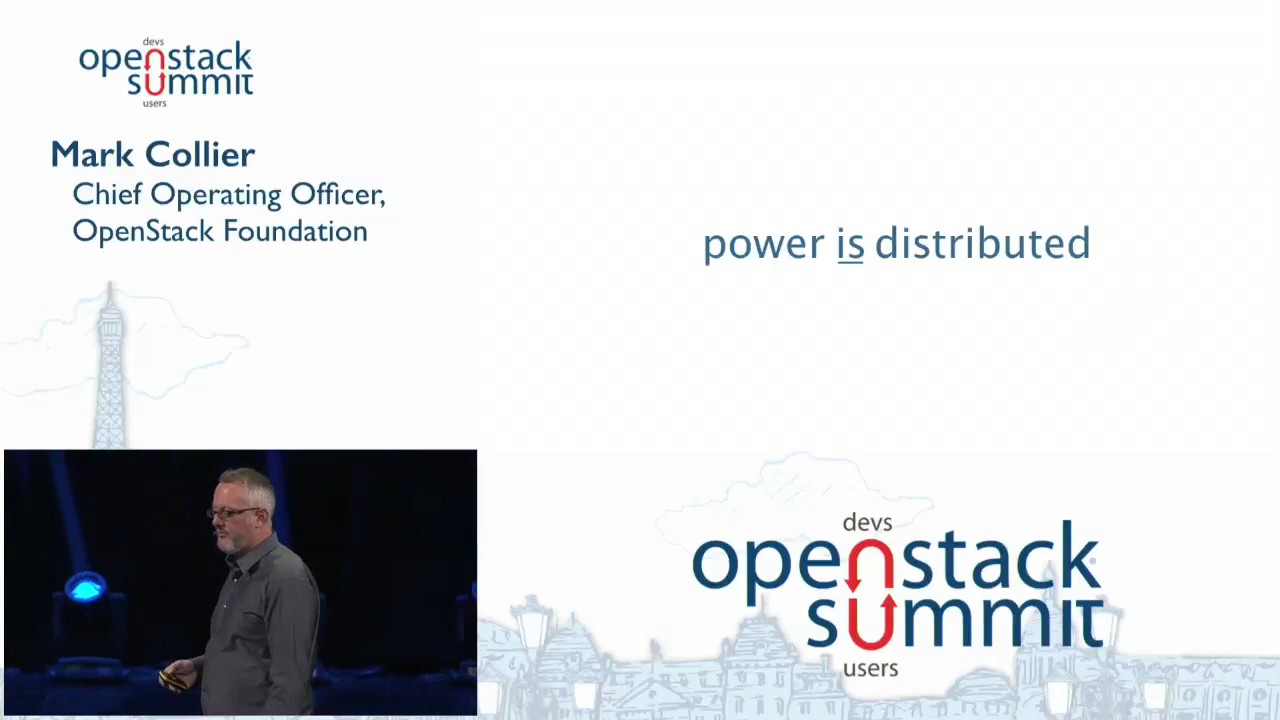 devs
openstack
summit
users
Mark Collier
Chief Operating Officer,
OpenStack Foundation
power is distributed
devs
openstack
summit
users